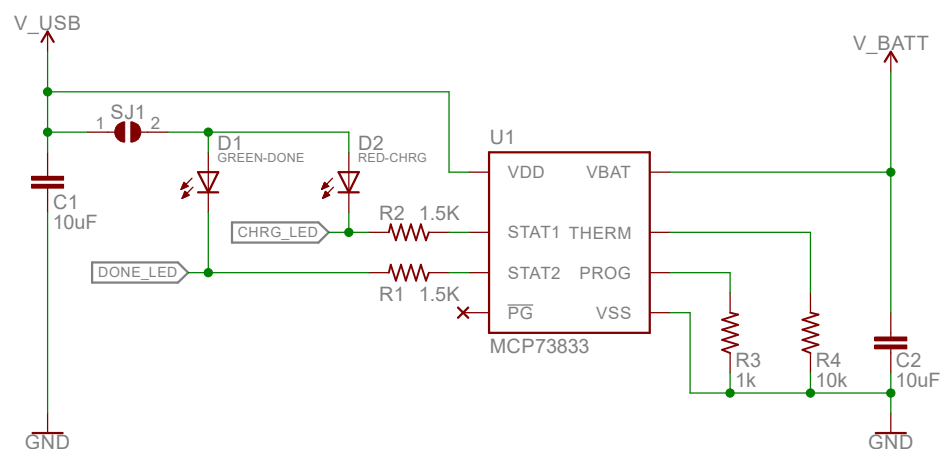 V_USB
V_BATT
SJ1
1 2
D1
GREEN-DONE
D2
RED-CHRG
U1
VDD VBAT
C1
10uF
R2 1.5K
CHRG_LED
STAT1 THERM
DONE_LED
STAT2 PROG
R1 1.5K
PG VSS
MCP73833
R3
1k
R4
10k
C2
10uF
GND
GND